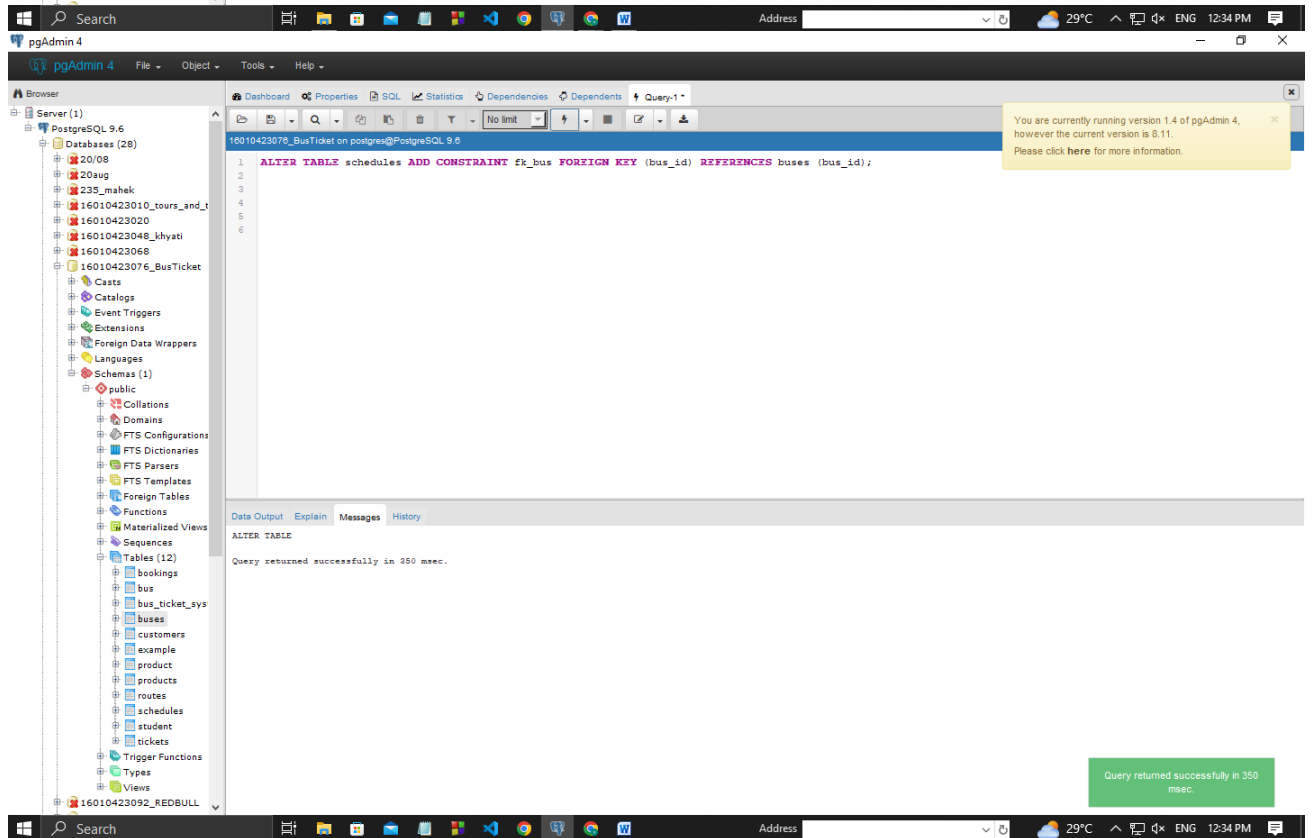 Search
Address
29°C ENG 12:34 PM
pgAdmin 4
pgAdmin 4 File Object Tools Help
Browser
Server (1)
PostgreSQL 9.6
Databases (28)
20/08
20aug
235_mahek
16010423010_tours_and_t
16010423020
16010423048_khyati
16010423068
16010423076_BusTicket
Casts
Catalogs
Event Triggers
Extensions
Foreign Data Wrappers
Languages
Schemas (1)
public
Collations
Domains
FTS Configurations
FTS Dictionaries
FTS Parsers
FTS Templates
Foreign Tables
Functions
Materialized Views
Sequences
Tables (12)
bookings
bus
bus_ticket_sys
buses
customers
example
product
products
routes
schedules
student
tickets
Trigger Functions
Types
Views
16010423092_REDBULL
Dashboard Properties SQL Statistics Dependencies Dependents Query-1 *
No limit
16010423076_BusTicket on postgres@PostgreSQL 9.6
1 ALTER TABLE schedules ADD CONSTRAINT fk_bus FOREIGN KEY (bus_id) REFERENCES buses (bus_id);
2
3
4
5
6
You are currently running version 1.4 of pgAdmin 4,
however the current version is 8.11.
Please click here for more information.
Data Output Explain Messages History
ALTER TABLE
Query returned successfully in 350 msec.
Query returned successfully in 350
msec.
Search
Address
29°C ENG 12:34 PM